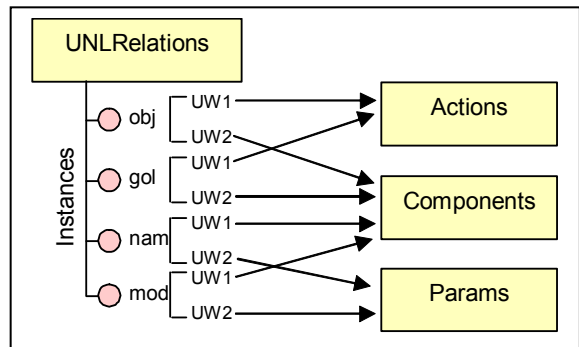 UNLRelations
Instances
obj
UW1
UW2
gol
UW1
UW2
nam
UW1
UW2
mod
UW1
UW2
Actions
Components
Params